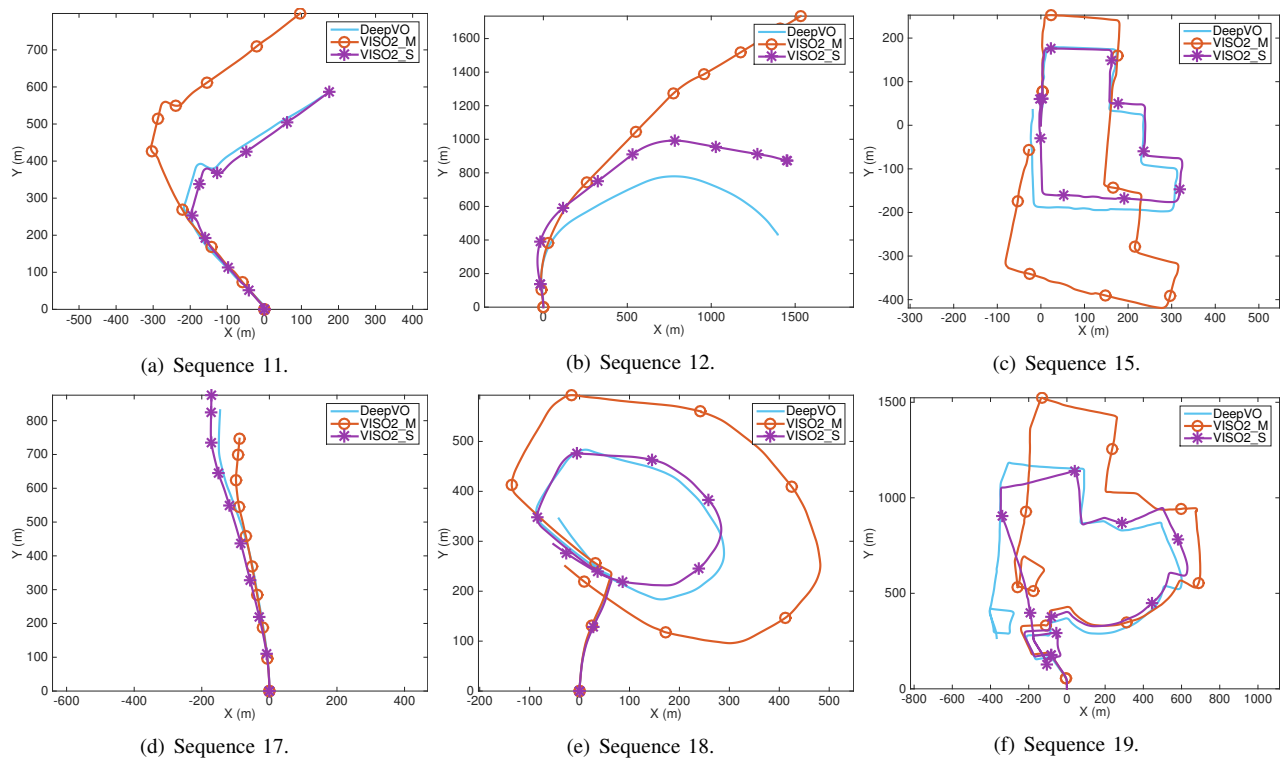 DeepVO
VISO2_M
VISO2_S
Y (m)
700
600
500
400
300
200
100
0
-500 -400 -300 -200 -100 0 100 200 300 400
X (m)
(a) Sequence 11.
DeepVO
VISO2_M
VISO2_S
Y (m)
1600
1400
1200
1000
800
600
400
200
0
0 500 1000 1500
X (m)
(b) Sequence 12.
DeepVO
VISO2_M
VISO2_S
Y (m)
200
100
0
-100
-200
-300
-400
-300 -200 -100 0 100 200 300 400 500
X (m)
(c) Sequence 15.
DeepVO
VISO2_M
VISO2_S
Y (m)
800
700
600
500
400
300
200
100
0
-600 -400 -200 0 200 400
X (m)
(d) Sequence 17.
DeepVO
VISO2_M
VISO2_S
Y (m)
500
400
300
200
100
0
-200 -100 0 100 200 300 400 500
X (m)
(e) Sequence 18.
DeepVO
VISO2_M
VISO2_S
Y (m)
1500
1000
500
0
-800 -600 -400 -200 0 200 400 600 800 1000
X (m)
(f) Sequence 19.